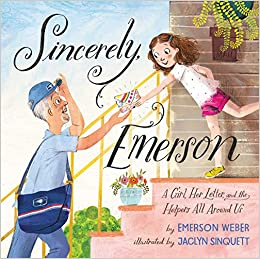 Sincerely,
Emerson
A Girl, Her Letter, and the
Helpers All Around Us
by EMERSON WEBER
illustrated by JACLYN SINQUETT